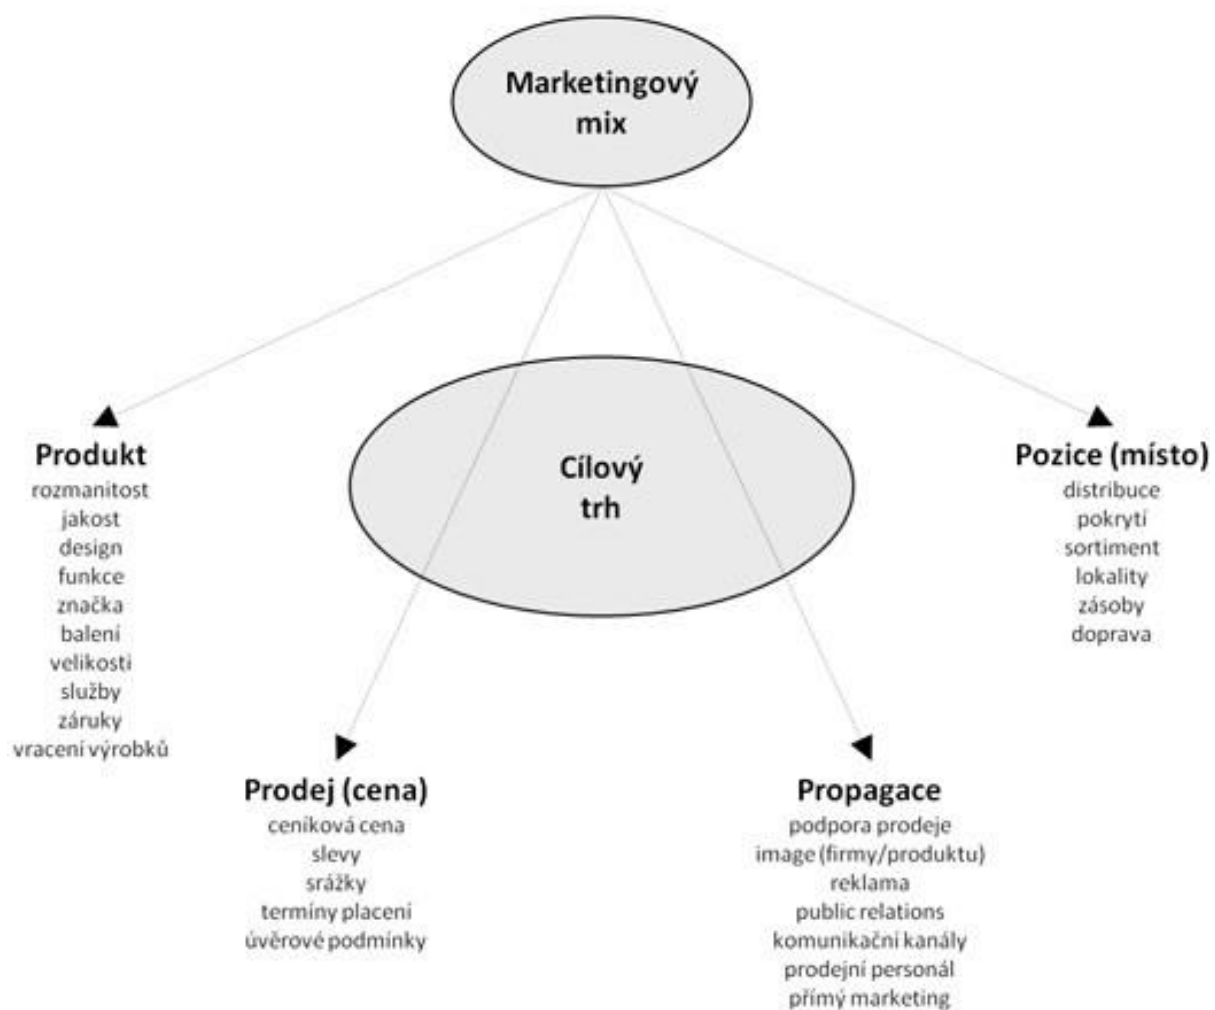 Marketingový
mix
Cílový
trh
Produkt
rozmanitost
jakost
design
funkce
značka
balení
velikosti
služby
záruky
vracení výrobků
Prodej (cena)
ceníková cena
slevy
srážky
termíny placení
úvěrové podmínky
Propagace
podpora prodeje
image (firmy/produktu)
reklama
public relations
komunikační kanály
prodejní personál
přímý marketing
Pozice (místo)
distribuce
pokrytí
sortiment
lokality
zásoby
doprava